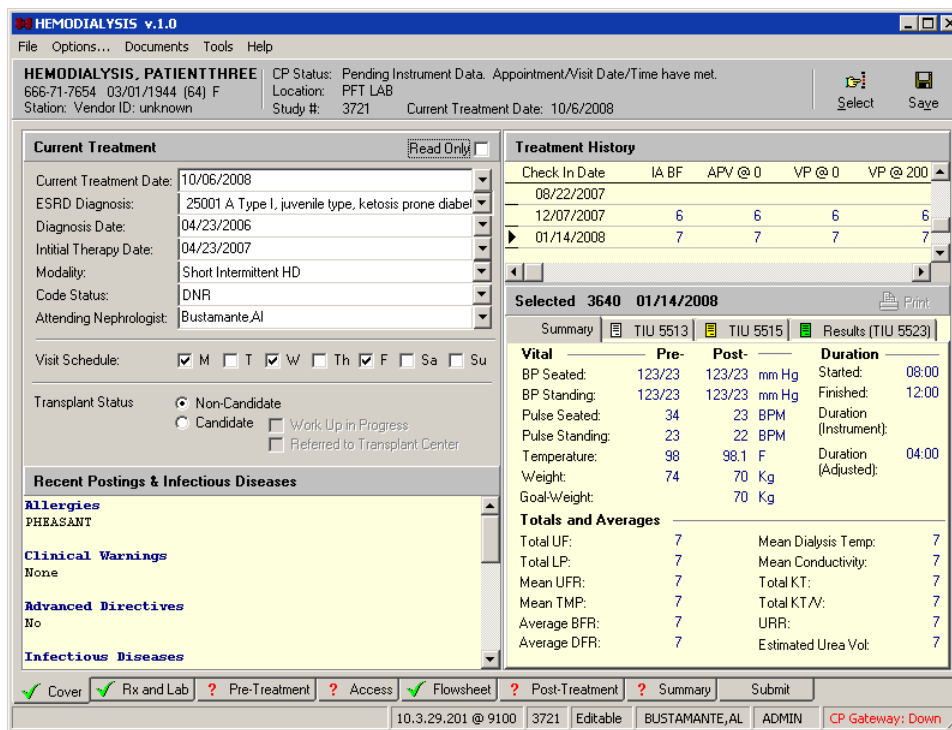 HEMODIALYSIS v.1.0
File Options... Documents Tools Help
HEMODIALYSIS, PATIENTTHREE
666-71-7654 03/01/1944 (64) F
Station: Vendor ID: unknown
CP Status: Pending Instrument Data. Appointment/Visit Date/Time have met.
Location: PFT LAB
Study #: 3721 Current Treatment Date: 10/6/2008
Select
Save
Current Treatment Read Only
Current Treatment Date: 10/06/2008
ESRD Diagnosis: 25001 A Type I, juvenile type, ketosis prone diabet
Diagnosis Date: 04/23/2006
Intitial Therapy Date: 04/23/2007
Modality: Short Intermittent HD
Code Status: DNR
Attending Nephrologist: Bustamante,Al
Visit Schedule: M T W Th F Sa Su
Transplant Status Non-Candidate
Candidate Work Up in Progress
Referred to Transplant Center
Recent Postings & Infectious Diseases
Allergies
PHEASANT
Clinical Warnings
None
Advanced Directives
No
Infectious Diseases
Treatment History
Check In Date IA BF APV @ 0 VP @ 0 VP @ 200
08/22/2007
12/07/2007 6 6 6 6
01/14/2008 7 7 7 7
Selected 3640 01/14/2008 Print
Summary TIU 5513 TIU 5515 Results (TIU 5523)
Vital Pre- Post- Duration
BP Seated: 123/23 123/23 mm Hg Started: 08:00
BP Standing: 123/23 123/23 mm Hg Finished: 12:00
Pulse Seated: 34 23 BPM Duration (Instrument):
Pulse Standing: 23 22 BPM
Temperature: 98 98.1 F Duration (Adjusted): 04:00
Weight: 74 70 Kg
Goal-Weight: 70 Kg
Totals and Averages
Total UF: 7 Mean Dialysis Temp: 7
Total LP: 7 Mean Conductivity: 7
Mean UFR: 7 Total KT: 7
Mean TMP: 7 Total KT/V: 7
Average BFR: 7 URR: 7
Average DFR: 7 Estimated Urea Vol: 7
Cover Rx and Lab ? Pre-Treatment ? Access Flowsheet ? Post-Treatment ? Summary Submit
10.3.29.201 @ 9100 3721 Editable BUSTAMANTE,AL ADMIN CP Gateway: Down